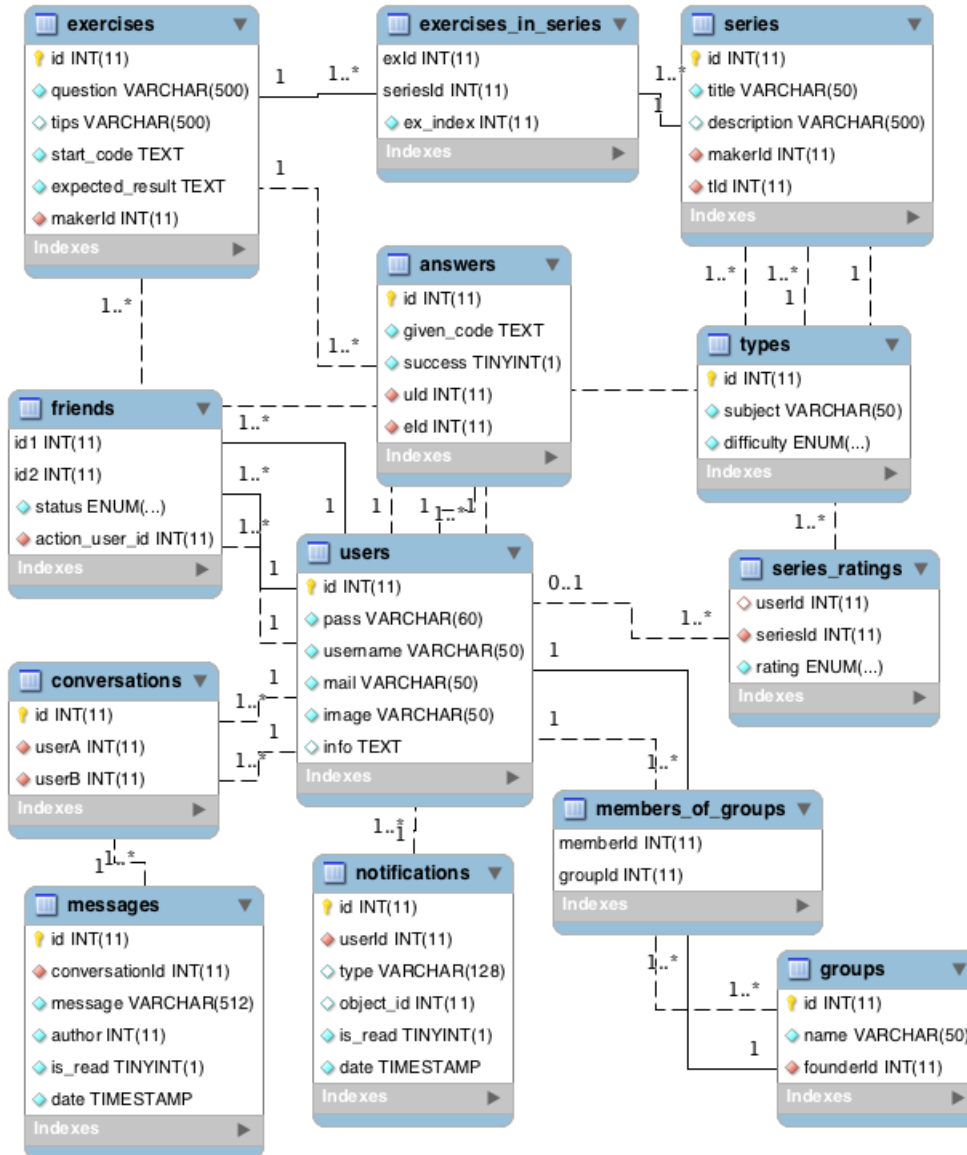 exercises
id INT(11)
question VARCHAR(500)
tips VARCHAR(500)
start_code TEXT
expected_result TEXT
makerId INT(11)
Indexes
1
1..*
exercises_in_series
exId INT(11)
seriesId INT(11)
ex_index INT(11)
Indexes
1..*
1
series
id INT(11)
title VARCHAR(50)
description VARCHAR(500)
makerId INT(11)
tId INT(11)
Indexes
1
1..*
1..*
answers
id INT(11)
given_code TEXT
success TINYINT(1)
uId INT(11)
eId INT(11)
Indexes
1..*
1..*
1
1
types
id INT(11)
subject VARCHAR(50)
difficulty ENUM(...)
friends
id1 INT(11)
id2 INT(11)
status ENUM(...)
action_user_id INT(11)
Indexes
1..*
1..*
1..*
1
1
1
1
1
1
1..*
users
id INT(11)
pass VARCHAR(60)
username VARCHAR(50)
mail VARCHAR(50)
image VARCHAR(50)
info TEXT
Indexes
1..*
series_ratings
userId INT(11)
seriesId INT(11)
rating ENUM(...)
Indexes
0..1
1..*
1
1
1..*
conversations
id INT(11)
userA INT(11)
userB INT(11)
Indexes
1
1..*
1
1..*
members_of_groups
memberId INT(11)
groupId INT(11)
Indexes
1
1..*
messages
id INT(11)
conversationId INT(11)
message VARCHAR(512)
author INT(11)
is_read TINYINT(1)
date TIMESTAMP
Indexes
1..*
1
notifications
id INT(11)
userId INT(11)
type VARCHAR(128)
object_id INT(11)
is_read TINYINT(1)
date TIMESTAMP
Indexes
1..*
1..*
1
groups
id INT(11)
name VARCHAR(50)
founderId INT(11)
Indexes